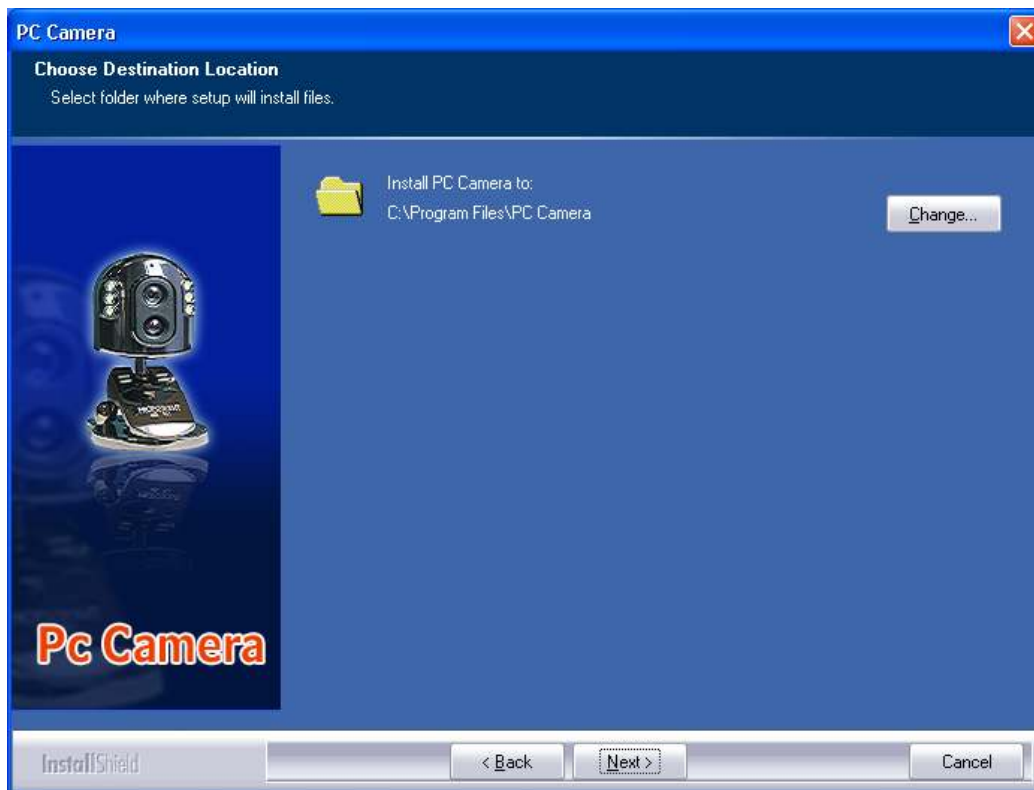 PC Camera
Choose Destination Location
Select folder where setup will install files.
Install PC Camera to:
C:\Program Files\PC Camera
Change...
Pc Camera
InstallShield
< Back
Next >
Cancel